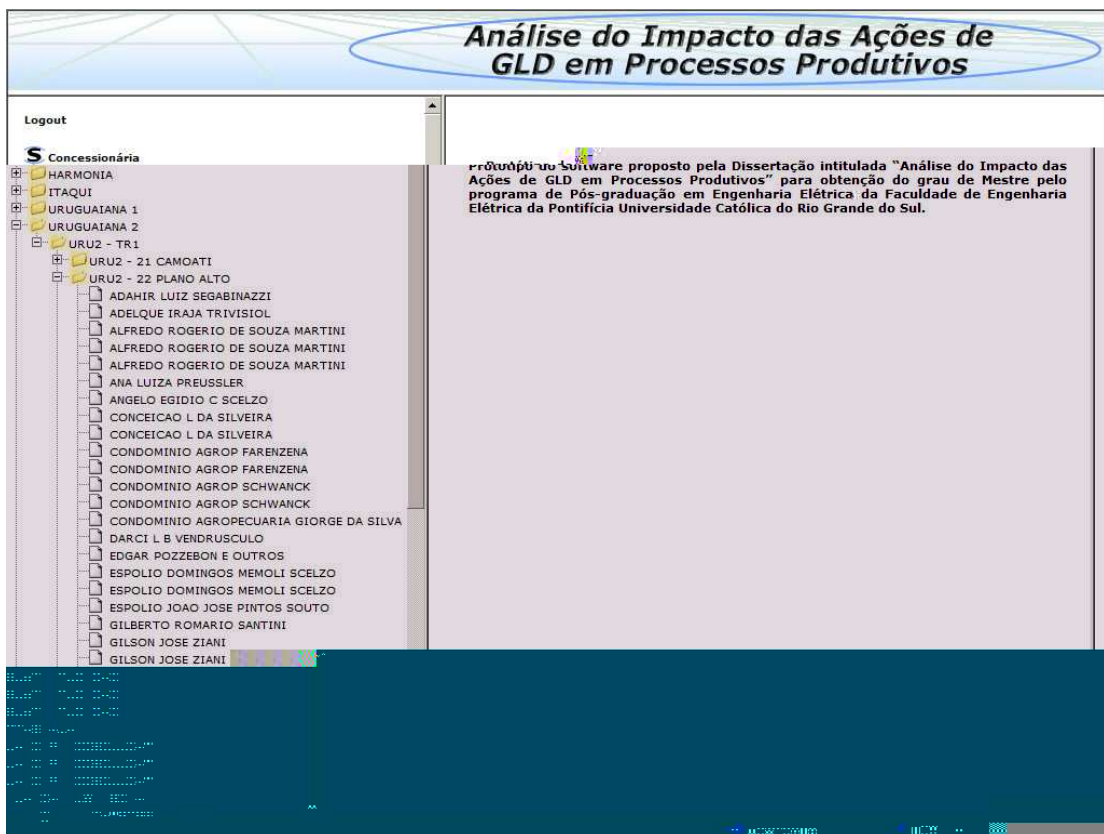 Análise do Impacto das Ações de
GLD em Processos Produtivos
Logout
S Concessionária
HARMONIA
ITAQUI
URUGUAIANA 1
URUGUAIANA 2
URU2 - TR1
URU2 - 21 CAMOATI
URU2 - 22 PLANO ALTO
ADAHIR LUIZ SEGABINAZZI
ADELQUE IRAJA TRIVISIOL
ALFREDO ROGERIO DE SOUZA MARTINI
ALFREDO ROGERIO DE SOUZA MARTINI
ALFREDO ROGERIO DE SOUZA MARTINI
ANA LUIZA PREUSSLER
ANGELO EGIDIO C SCELZO
CONCEICAO L DA SILVEIRA
CONCEICAO L DA SILVEIRA
CONDOMINIO AGROP FARENZENA
CONDOMINIO AGROP FARENZENA
CONDOMINIO AGROP SCHWANCK
CONDOMINIO AGROP SCHWANCK
CONDOMINIO AGROPECUARIA GIORGE DA SILVA
DARCI L B VENDRUSCULO
EDGAR POZZEBON E OUTROS
ESPOLIO DOMINGOS MEMOLI SCELZO
ESPOLIO DOMINGOS MEMOLI SCELZO
ESPOLIO JOAO JOSE PINTOS SOUTO
GILBERTO ROMARIO SANTINI
GILSON JOSE ZIANI
GILSON JOSE ZIANI
software proposto pela Dissertação intitulada "Análise do Impacto das
Ações de GLD em Processos Produtivos" para obtenção do grau de Mestre pelo
programa de Pós-graduação em Engenharia Elétrica da Faculdade de Engenharia
Elétrica da Pontifícia Universidade Católica do Rio Grande do Sul.